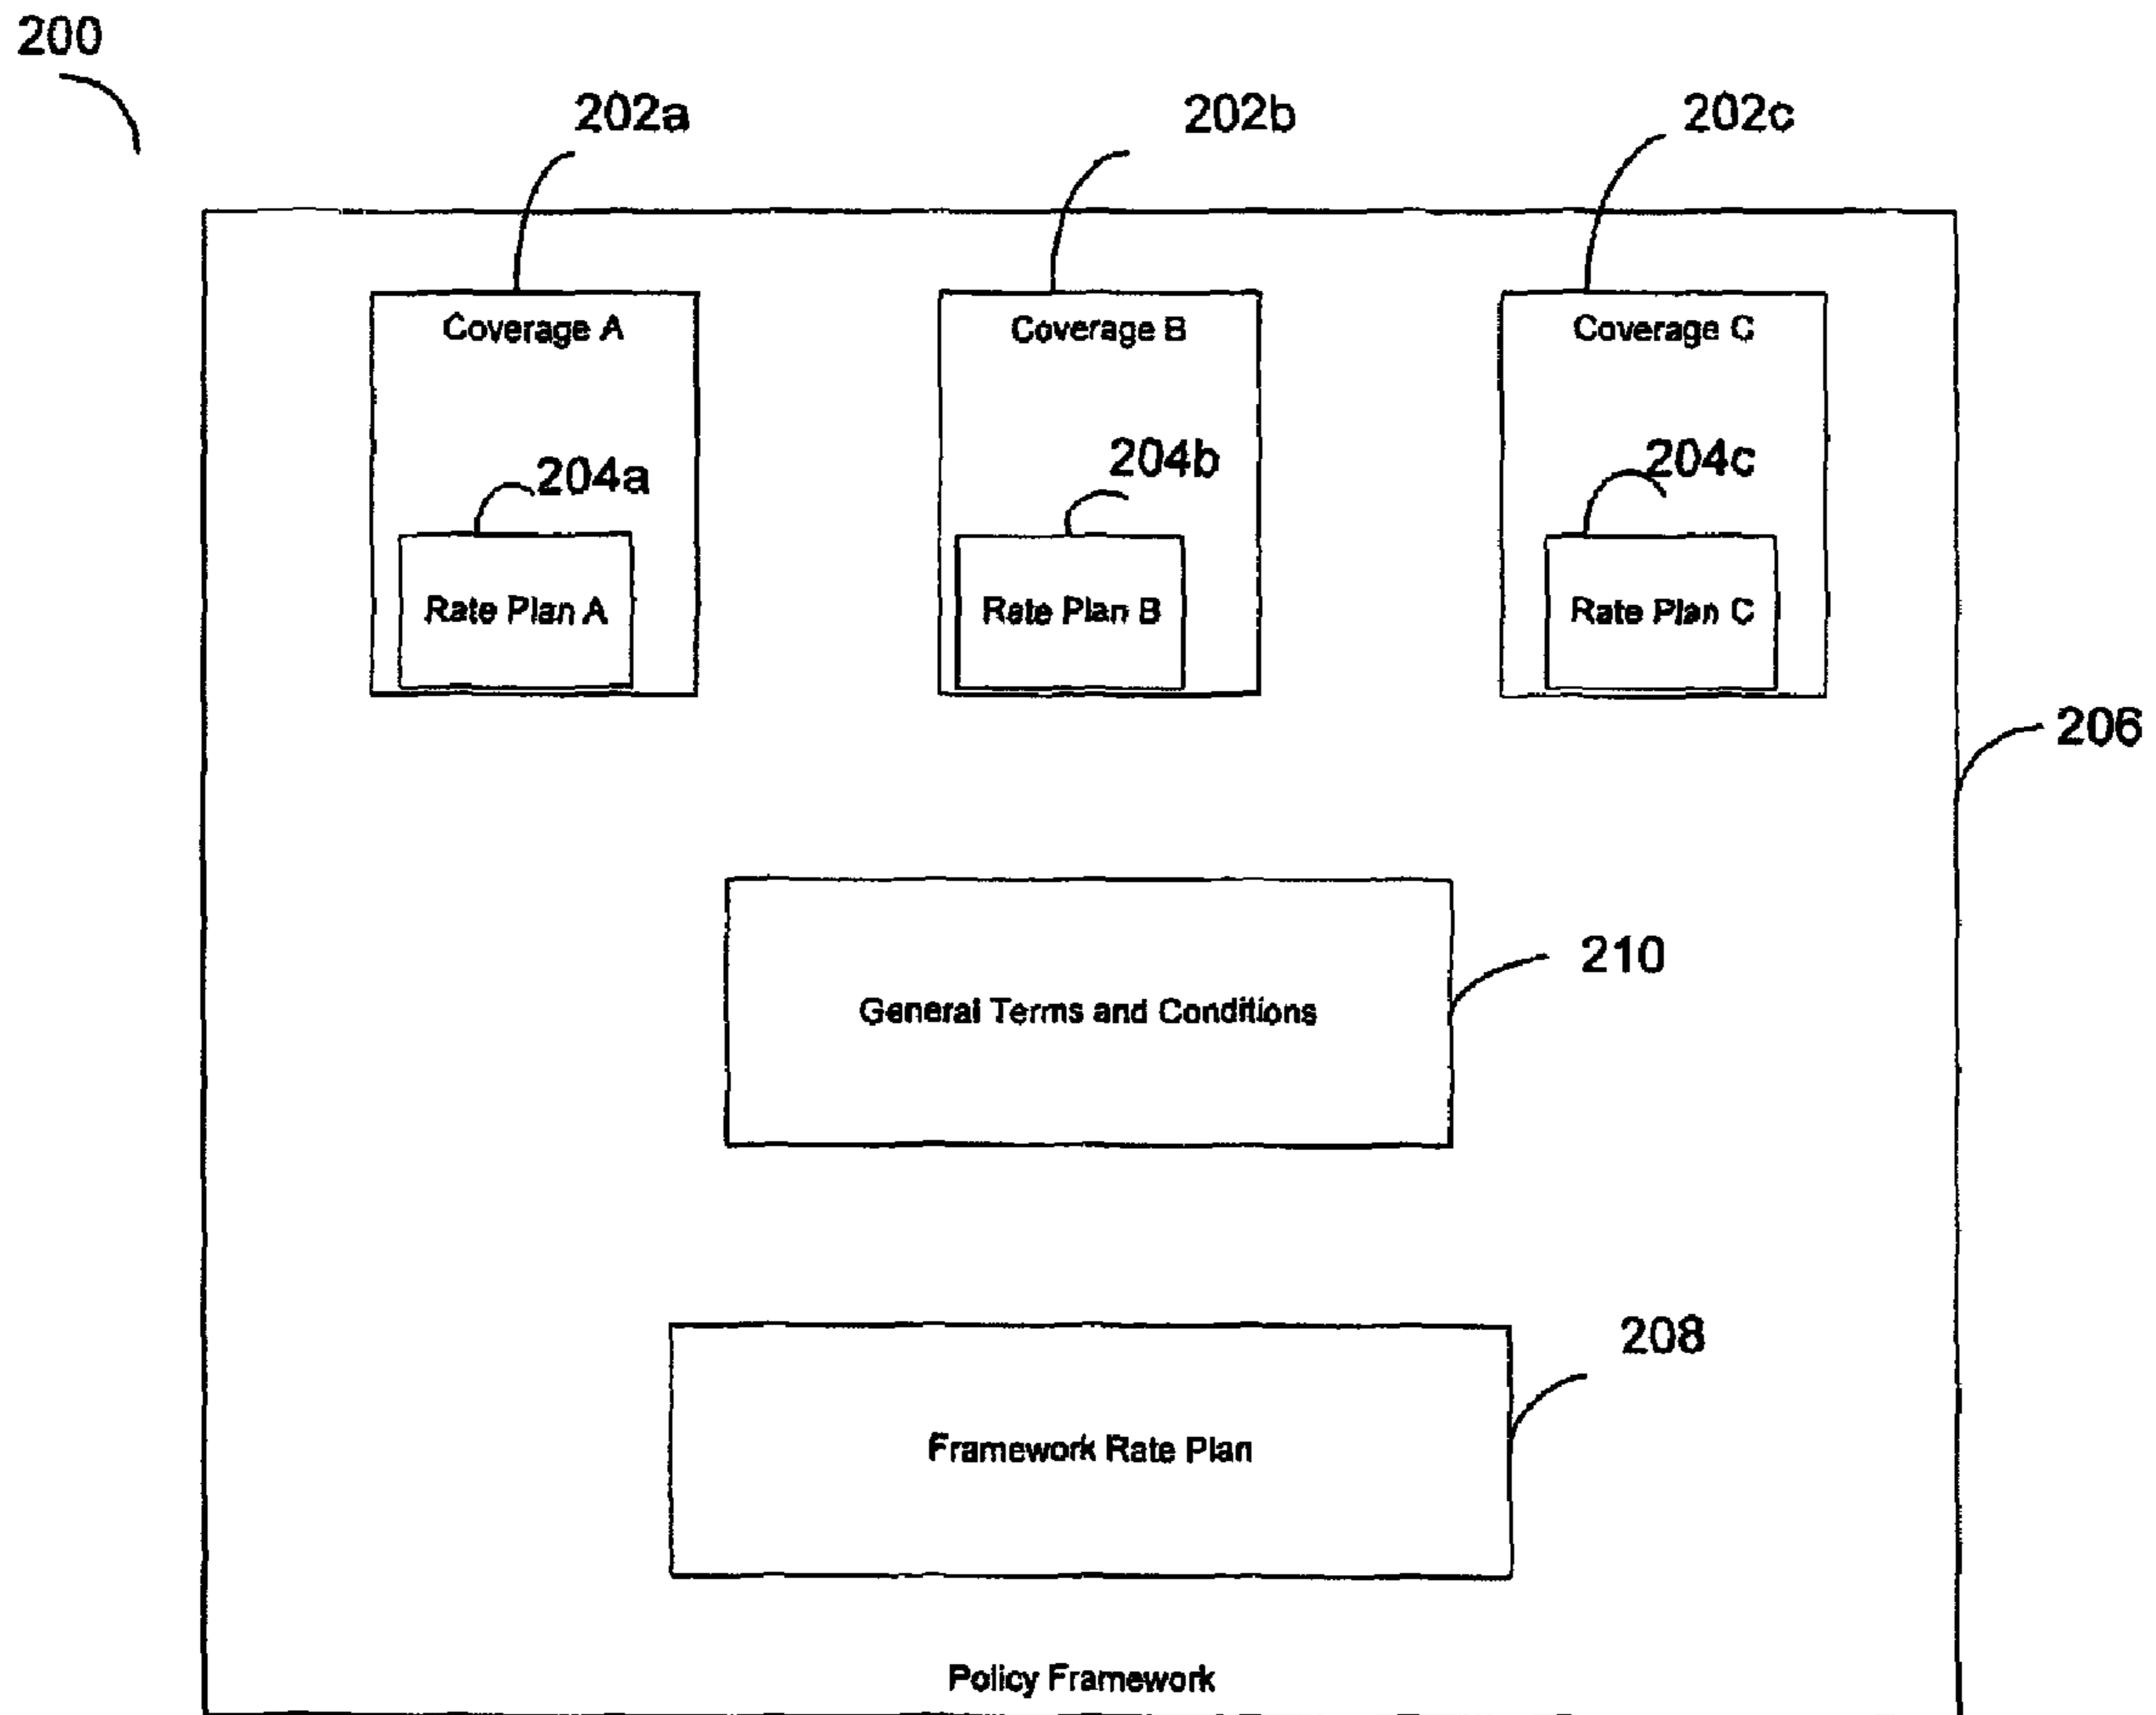 200
202a
202b
202c
Coverage A
Coverage B
Coverage C
204a
204b
204c
Rate Plan A
Rate Plan B
Rate Plan C
206
210
General Terms and Conditions
208
Framework Rate Plan
Policy Framework